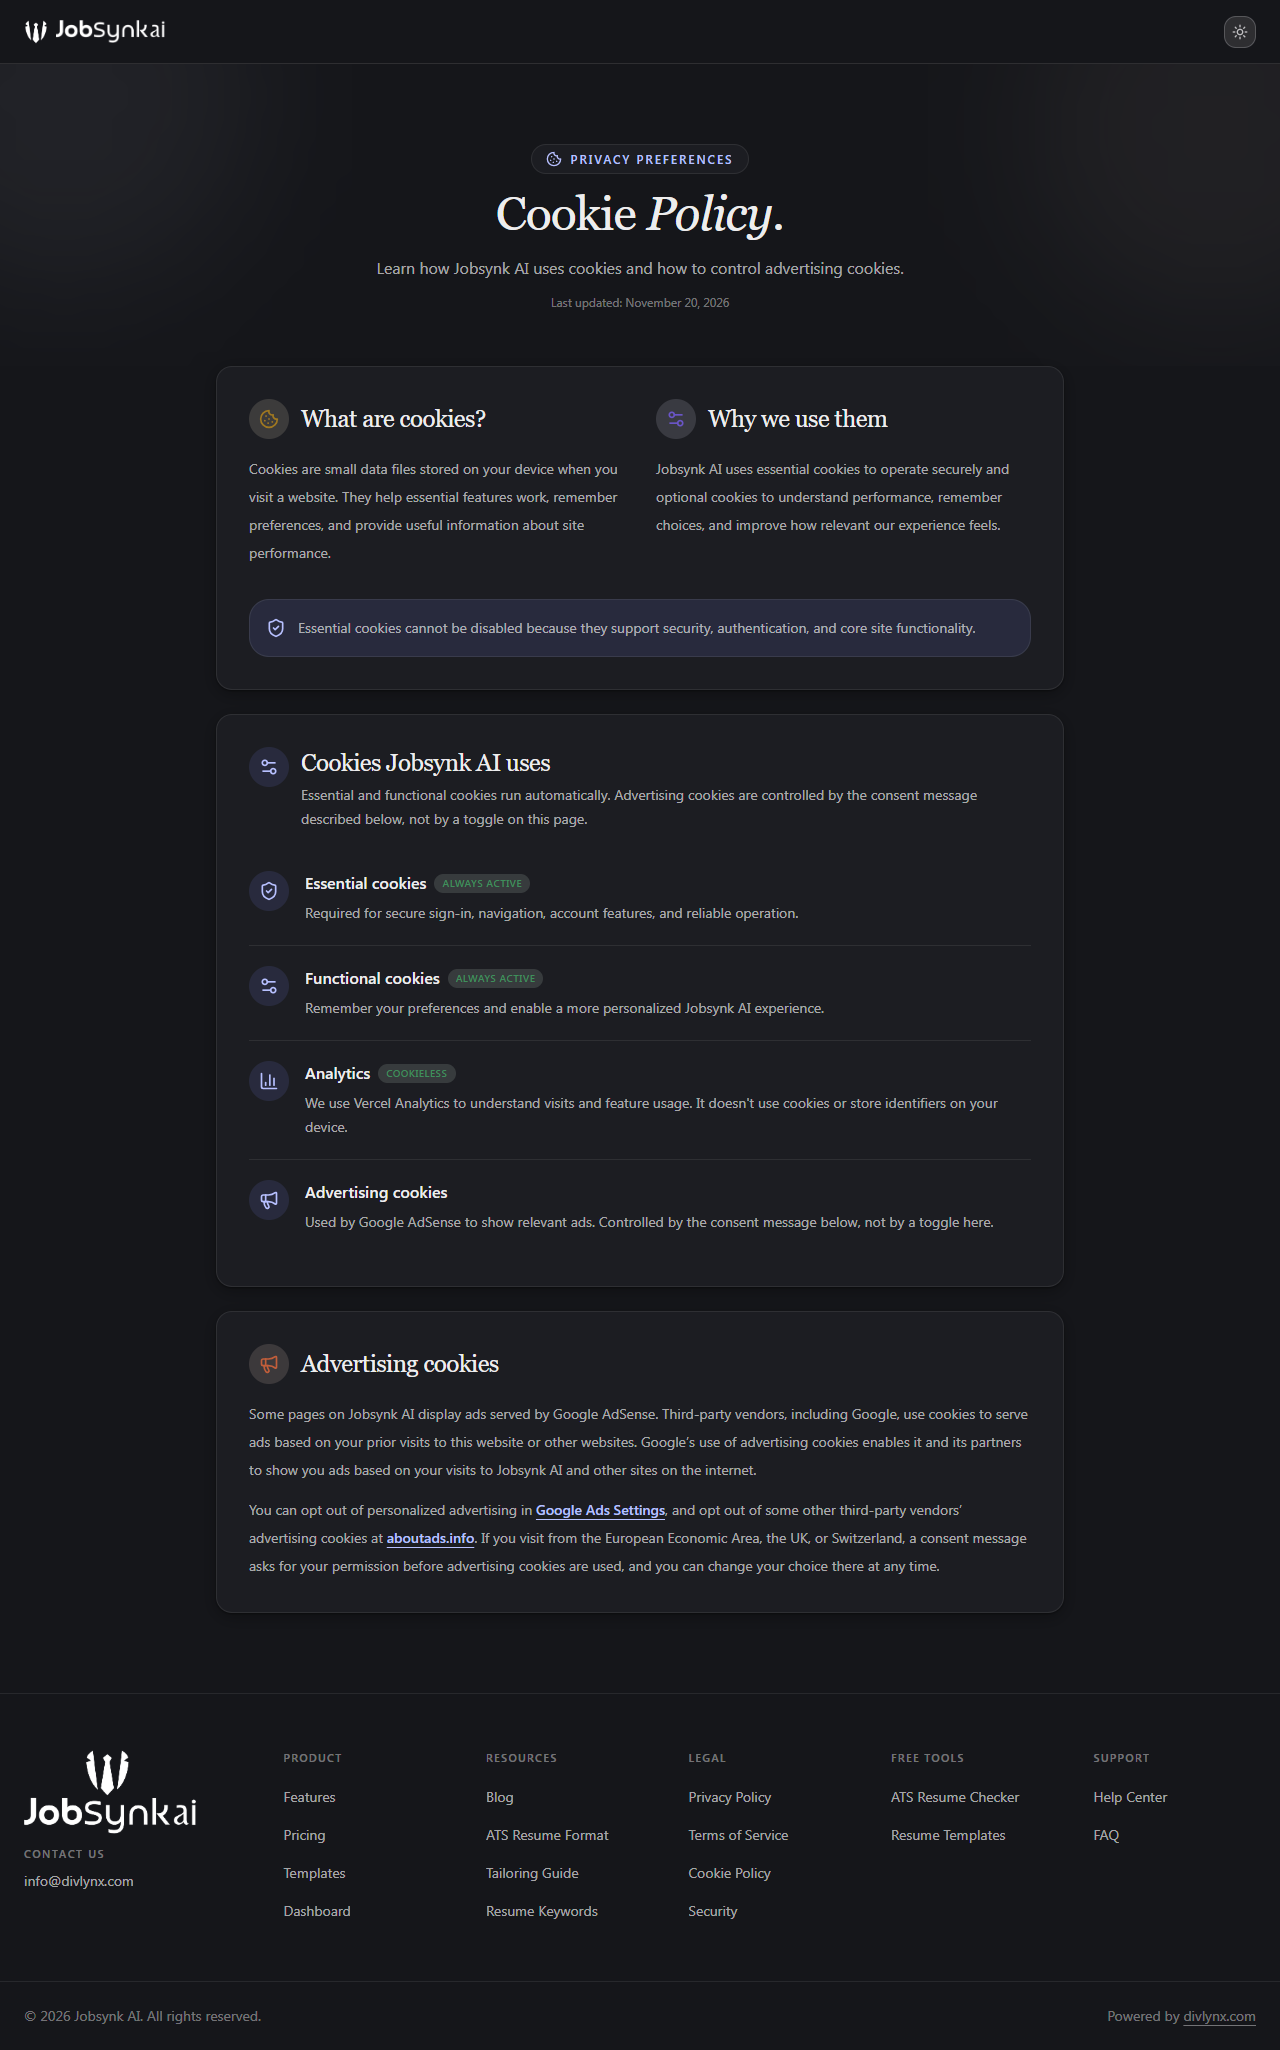 JobSynkai
PRIVACY PREFERENCES
Cookie Policy.
Learn how Jobsynk AI uses cookies and how to control advertising cookies.
Last updated: November 20, 2026
What are cookies?
Cookies are small data files stored on your device when you
visit a website. They help essential features work, remember
preferences, and provide useful information about site
performance.
Why we use them
Jobsynk AI uses essential cookies to operate securely and
optional cookies to understand performance, remember
choices, and improve how relevant our experience feels.
Essential cookies cannot be disabled because they support security, authentication, and core site functionality.
Cookies Jobsynk AI uses
Essential and functional cookies run automatically. Advertising cookies are controlled by the consent message
described below, not by a toggle on this page.
Essential cookies ALWAYS ACTIVE
Required for secure sign-in, navigation, account features, and reliable operation.
Functional cookies ALWAYS ACTIVE
Remember your preferences and enable a more personalized Jobsynk AI experience.
Analytics COOKIELESS
We use Vercel Analytics to understand visits and feature usage. It doesn't use cookies or store identifiers on your
device.
Advertising cookies
Used by Google AdSense to show relevant ads. Controlled by the consent message below, not by a toggle here.
Advertising cookies
Some pages on Jobsynk AI display ads served by Google AdSense. Third-party vendors, including Google, use cookies to serve
ads based on your prior visits to this website or other websites. Google’s use of advertising cookies enables it and its partners
to show you ads based on your visits to Jobsynk AI and other sites on the internet.
You can opt out of personalized advertising in Google Ads Settings, and opt out of some other third-party vendors’
advertising cookies at aboutads.info. If you visit from the European Economic Area, the UK, or Switzerland, a consent message
asks for your permission before advertising cookies are used, and you can change your choice there at any time.
JobSynkai
CONTACT US
info@divlynx.com
PRODUCT
Features
Pricing
Templates
Dashboard
RESOURCES
Blog
ATS Resume Format
Tailoring Guide
Resume Keywords
LEGAL
Privacy Policy
Terms of Service
Cookie Policy
Security
FREE TOOLS
ATS Resume Checker
Resume Templates
SUPPORT
Help Center
FAQ
© 2026 Jobsynk AI. All rights reserved.
Powered by divlynx.com